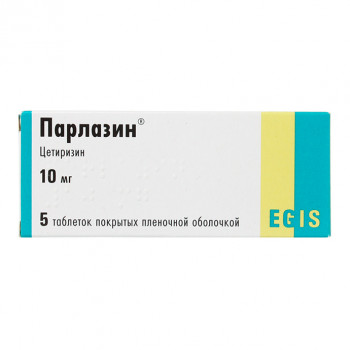 Парлазин®
Цетиризин
10 мг
5 таблеток покрытых пленочной оболочкой
EGIS